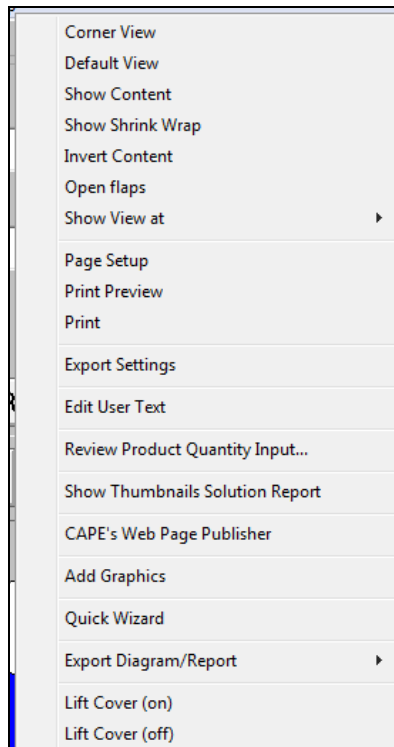 Corner View
Default View
Show Content
Show Shrink Wrap
Invert Content
Open flaps
Show View at
Page Setup
Print Preview
Print
Export Settings
Edit User Text
Review Product Quantity Input...
Show Thumbnails Solution Report
CAPE's Web Page Publisher
Add Graphics
Quick Wizard
Export Diagram/Report
Lift Cover (on)
Lift Cover (off)